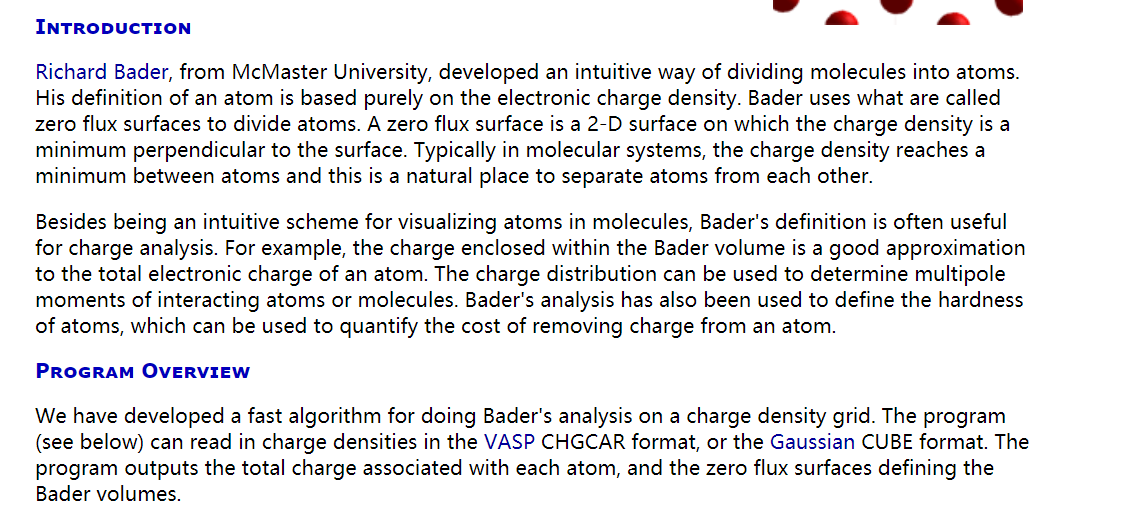 INTRODUCTION
Richard Bader, from McMaster University, developed an intuitive way of dividing molecules into atoms.
His definition of an atom is based purely on the electronic charge density. Bader uses what are called
zero flux surfaces to divide atoms. A zero flux surface is a 2-D surface on which the charge density is a
minimum perpendicular to the surface. Typically in molecular systems, the charge density reaches a
minimum between atoms and this is a natural place to separate atoms from each other.
Besides being an intuitive scheme for visualizing atoms in molecules, Bader's definition is often useful
for charge analysis. For example, the charge enclosed within the Bader volume is a good approximation
to the total electronic charge of an atom. The charge distribution can be used to determine multipole
moments of interacting atoms or molecules. Bader's analysis has also been used to define the hardness
of atoms, which can be used to quantify the cost of removing charge from an atom.
PROGRAM OVERVIEW
We have developed a fast algorithm for doing Bader's analysis on a charge density grid. The program
(see below) can read in charge densities in the VASP CHGCAR format, or the Gaussian CUBE format. The
program outputs the total charge associated with each atom, and the zero flux surfaces defining the
Bader volumes.